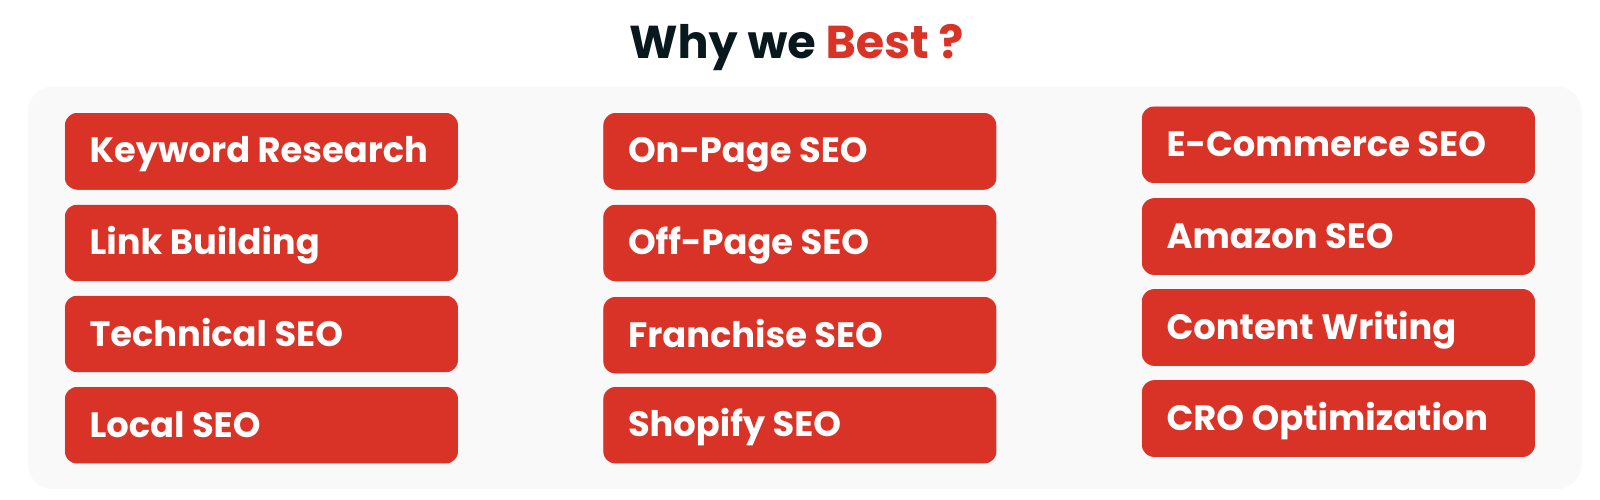 Why we Best ?
Keyword Research
Link Building
Technical SEO
Local SEO
On-Page SEO
Off-Page SEO
Franchise SEO
Shopify SEO
E-Commerce SEO
Amazon SEO
Content Writing
CRO Optimization